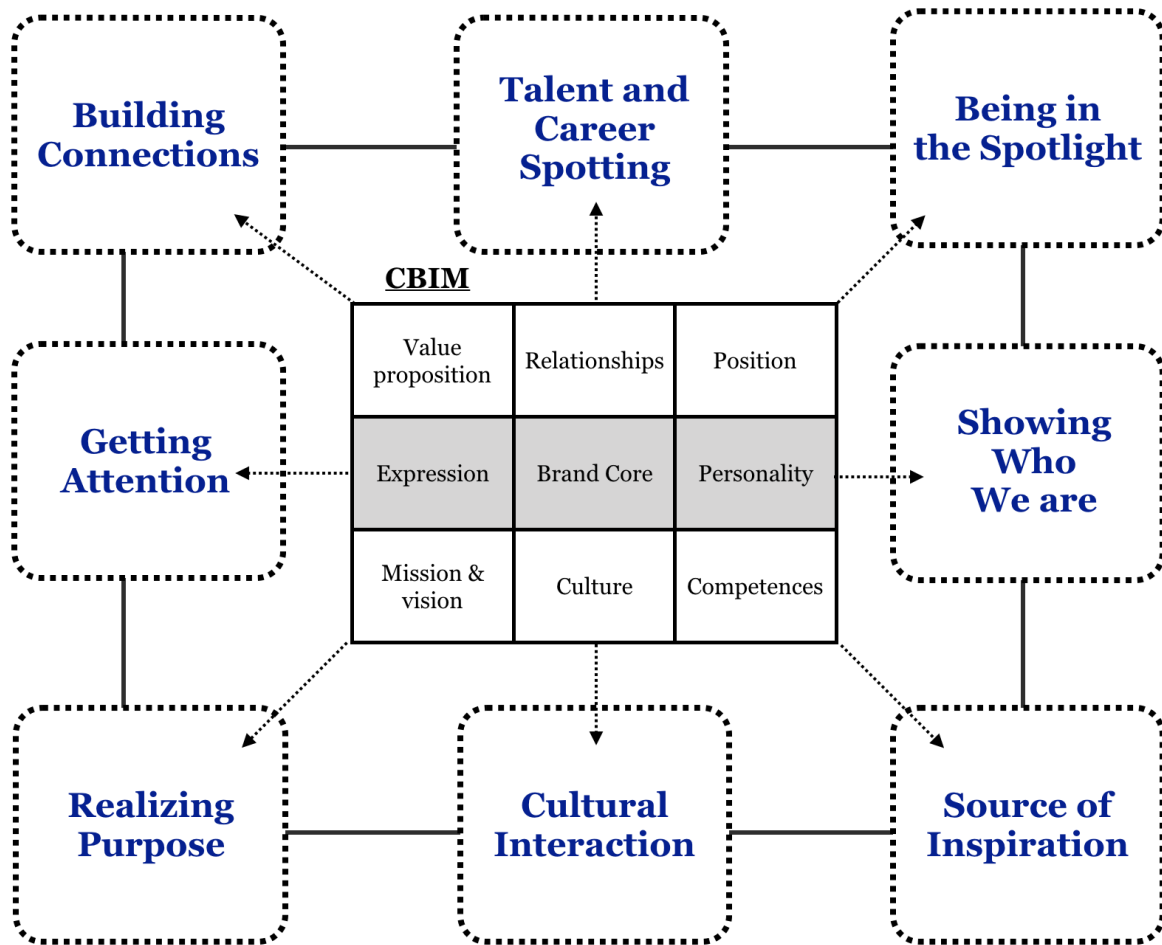 Building
Connections
Talent and
Career
Spotting
Being in
the Spotlight
CBIM
Value
proposition
Relationships
Position
Getting
Attention
Expression
Brand Core
Personality
Showing
Who
We are
Mission &
vision
Culture
Competences
Realizing
Purpose
Cultural
Interaction
Source of
Inspiration